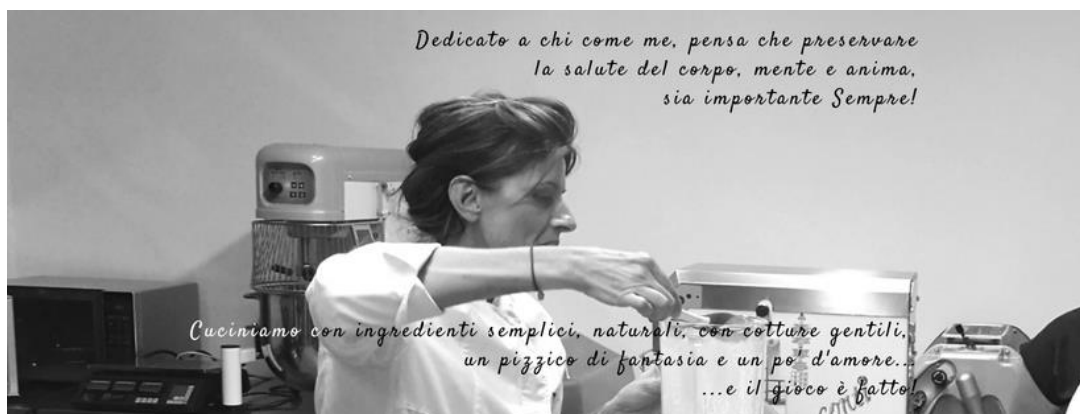 Dedicato a chi come me, pensa che preservare
la salute del corpo, mente e anima,
sia importante Sempre!
Cuciniamo con ingredienti semplici, naturali, con cotture gentili,
un pizzico di fantasia e un po' d'amore...
...e il gioco è fatto!